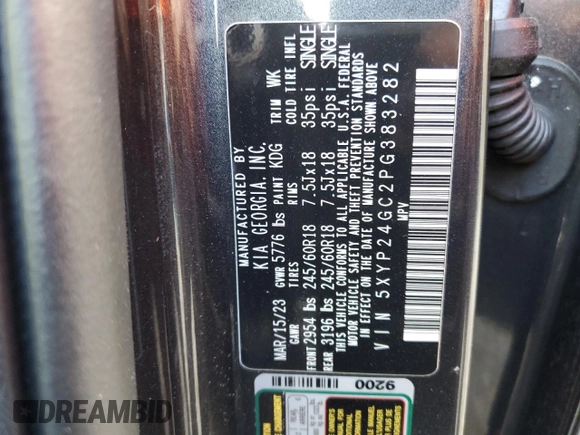 MANUFACTURED BY
KIA GEORGIA, INC.
MAR/15/23 GVWR 5776 lbs PAINT KDG TRIM WK
GAWR TIRES RIMS COLD TIRE INFL
FRONT 2954 lbs 245/60R18 7.5Jx18 35psi SINGLE
REAR 3196 lbs 245/60R18 7.5Jx18 35psi SINGLE
THIS VEHICLE CONFORMS TO ALL APPLICABLE U.S.A. FEDERAL
MOTOR VEHICLE SAFETY AND THEFT PREVENTION STANDARDS
IN EFFECT ON THE DATE OF MANUFACTURE SHOWN ABOVE
VIN 5XYP24GC2PG383282
MPV
9200
DREAMBID